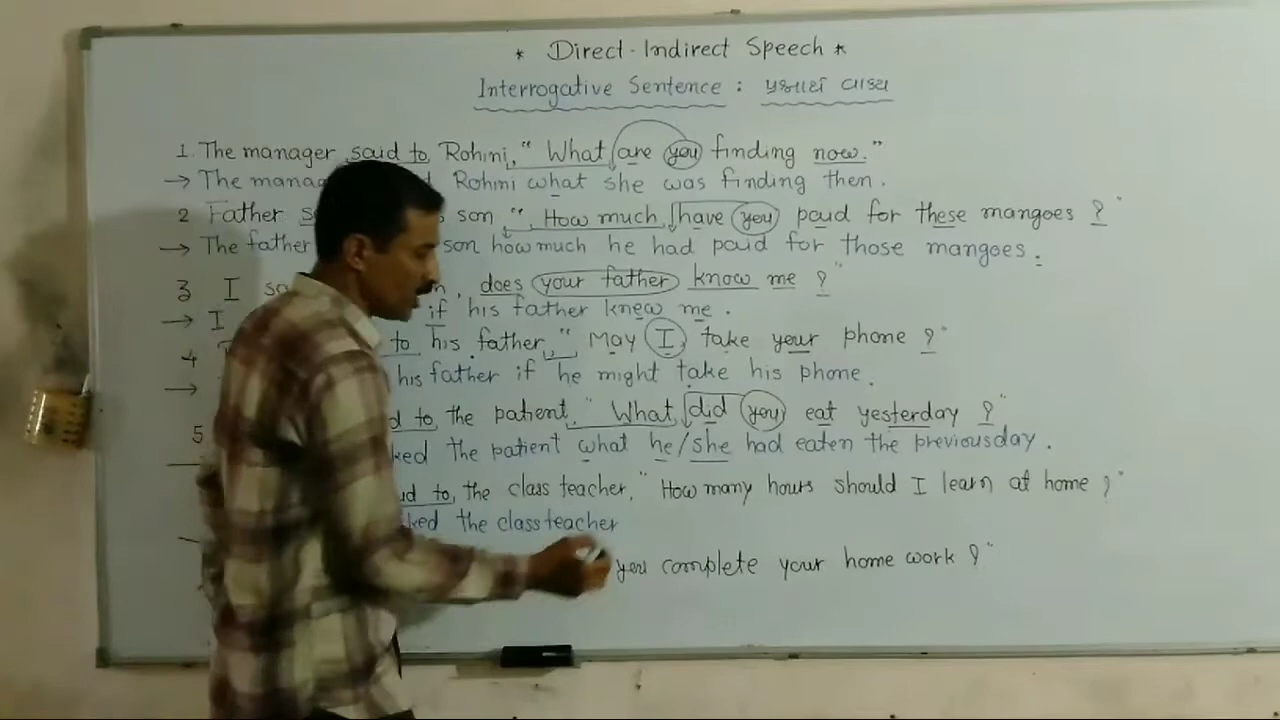 * Direct-Indirect Speech *
Interrogative Sentence : પ્રશ્નાર્થ વાક્ય
1. The manager said to Rohini, " What are you finding now."
→ The Rohini what she was finding then.
2 Father son ", How much have you paid for these mangoes ?"
→ The father son how much he had paid for those mangoes.
3 I does your father know me ?"
→ I if his father knew me .
4 to his father " May I take your phone ?"
→ his father if he might take his phone.
5 to the patient. " What did you eat yesterday ?"
the patient what he/she had eaten the previous day .
to, the class teacher, " How many hours should I learn at home ?"
the class teacher
you complete your home work ?"